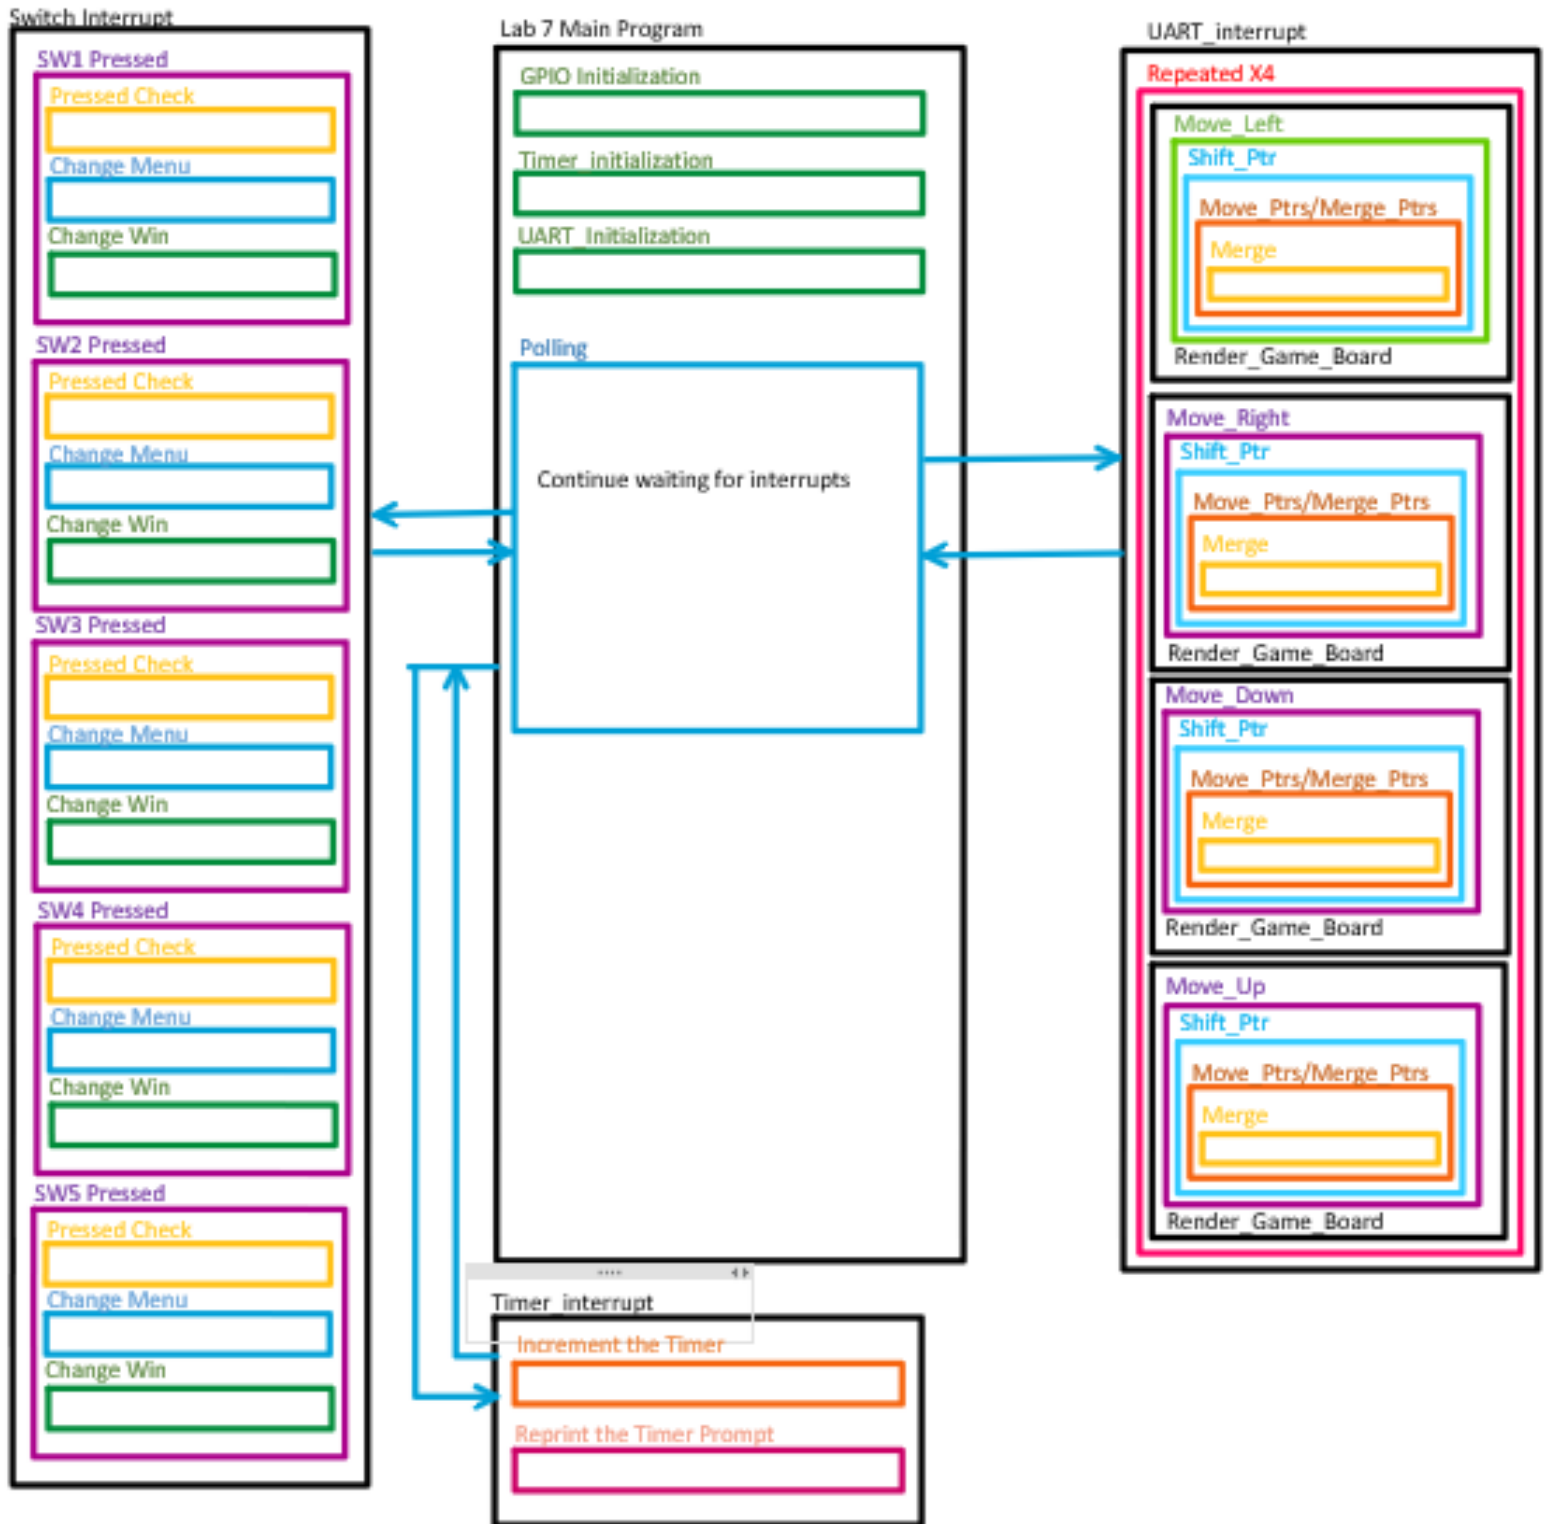 Switch Interrupt
SW1 Pressed
Pressed Check
Change Menu
Change Win
SW2 Pressed
Pressed Check
Change Menu
Change Win
SW3 Pressed
Pressed Check
Change Menu
Change Win
SW4 Pressed
Pressed Check
Change Menu
Change Win
SW5 Pressed
Pressed Check
Change Menu
Change Win
Lab 7 Main Program
GPIO Initialization
Timer_initialization
UART_Initialization
Polling
Continue waiting for interrupts
Timer_interrupt
Increment the Timer
Reprint the Timer Prompt
UART_interrupt
Repeated X4
Move_Left
Shift_Ptr
Move_Ptrs/Merge_Ptrs
Merge
Render_Game_Board
Move_Right
Shift_Ptr
Move_Ptrs/Merge_Ptrs
Merge
Render_Game_Board
Move_Down
Shift_Ptr
Move_Ptrs/Merge_Ptrs
Merge
Render_Game_Board
Move_Up
Shift_Ptr
Move_Ptrs/Merge_Ptrs
Merge
Render_Game_Board